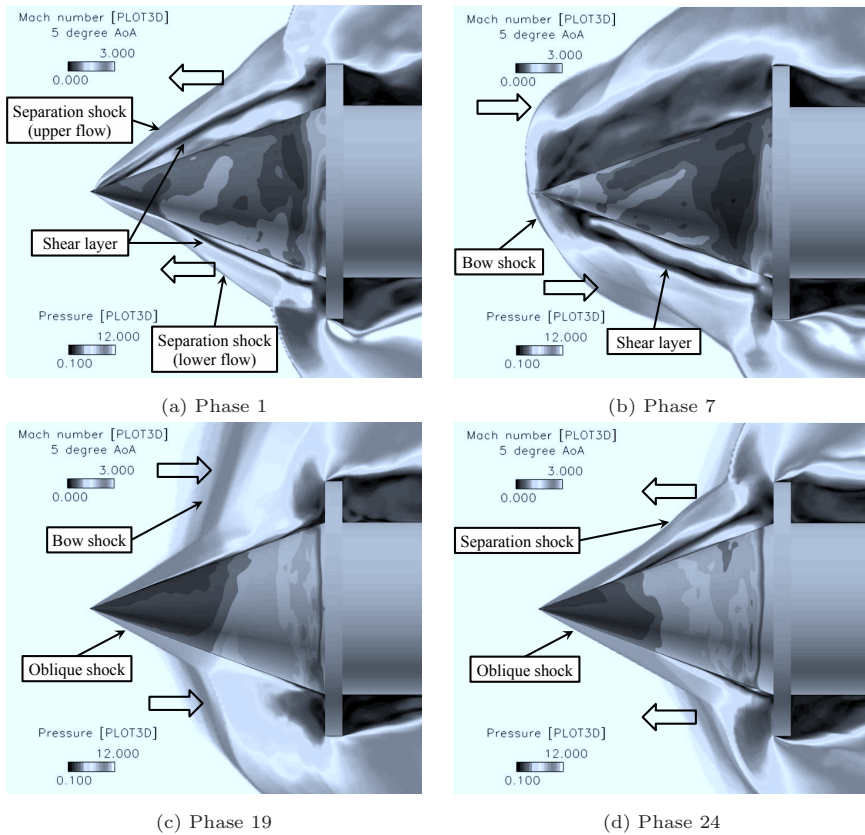 Mach number [PLOT3D]
5 degree AoA
3.000
0.000
Separation shock
(upper flow)
Shear layer
Pressure [PLOT3D]
12.000
0.100
Separation shock
(lower flow)
(a) Phase 1
Mach number [PLOT3D]
5 degree AoA
3.000
0.000
Bow shock
Pressure [PLOT3D]
12.000
0.100
Shear layer
(b) Phase 7
Mach number [PLOT3D]
5 degree AoA
3.000
0.000
Bow shock
Oblique shock
Pressure [PLOT3D]
12.000
0.100
(c) Phase 19
Mach number [PLOT3D]
5 degree AoA
3.000
0.000
Separation shock
Oblique shock
Pressure [PLOT3D]
12.000
0.100
(d) Phase 24